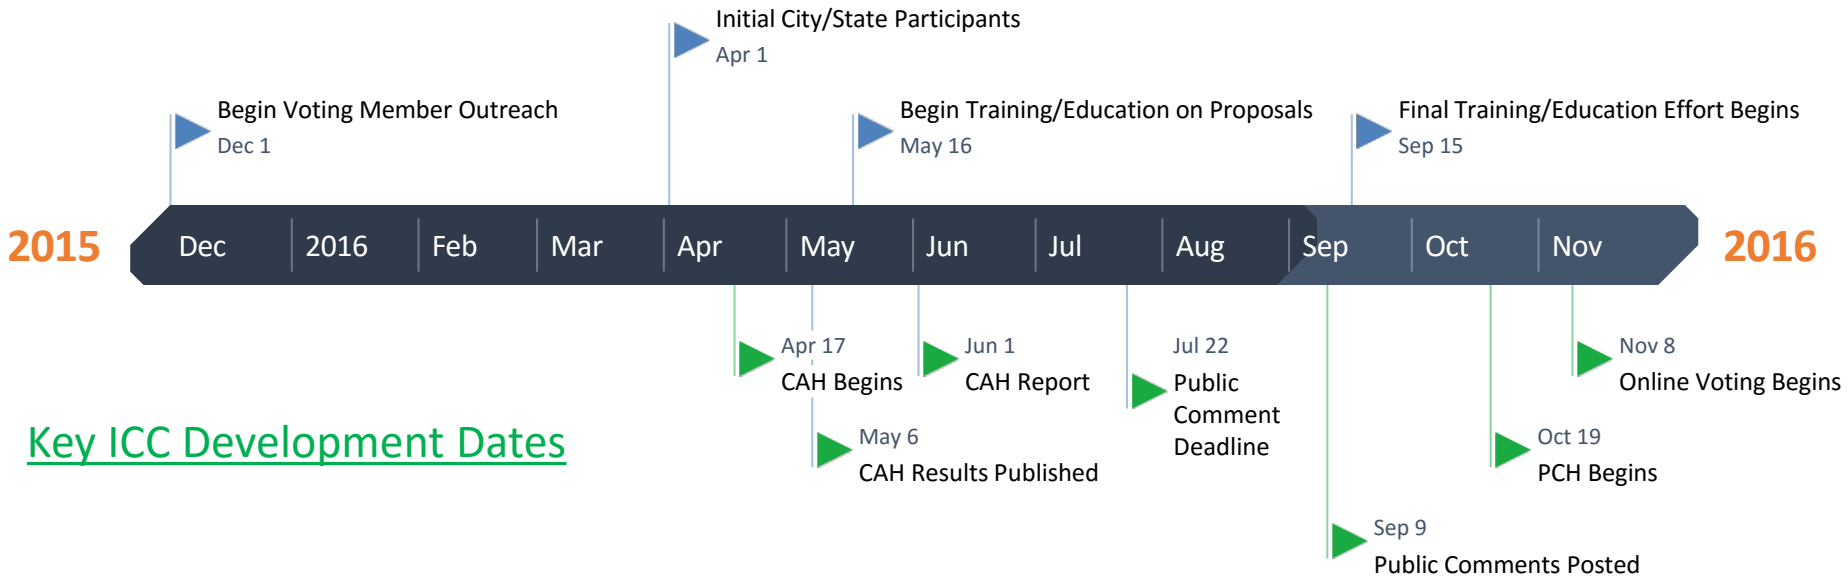 Initial City/State Participants
Apr 1
Begin Voting Member Outreach
Dec 1
Begin Training/Education on Proposals
May 16
Final Training/Education Effort Begins
Sep 15
2015
Dec
2016
Feb
Mar
Apr
May
Jun
Jul
Aug
Sep
Oct
Nov
2016
Apr 17
CAH Begins
Jun 1
CAH Report
Jul 22
Public
Comment
Deadline
Nov 8
Online Voting Begins
Key ICC Development Dates
May 6
CAH Results Published
Oct 19
PCH Begins
Sep 9
Public Comments Posted